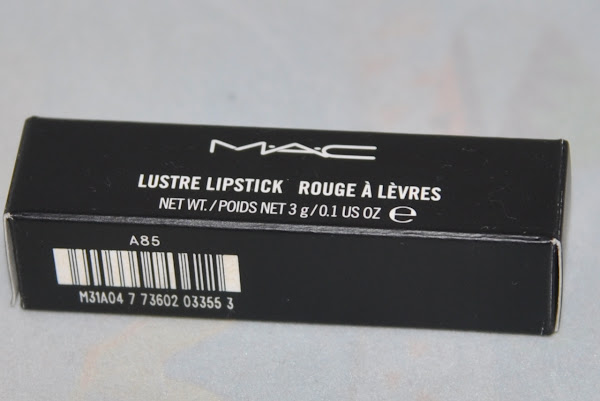 M·A·C
LUSTRE LIPSTICK ROUGE À LÈVRES
NET WT./POIDS NET 3 g/0.1 US OZ ℮
A85
M31A04 7 73602 03355 3